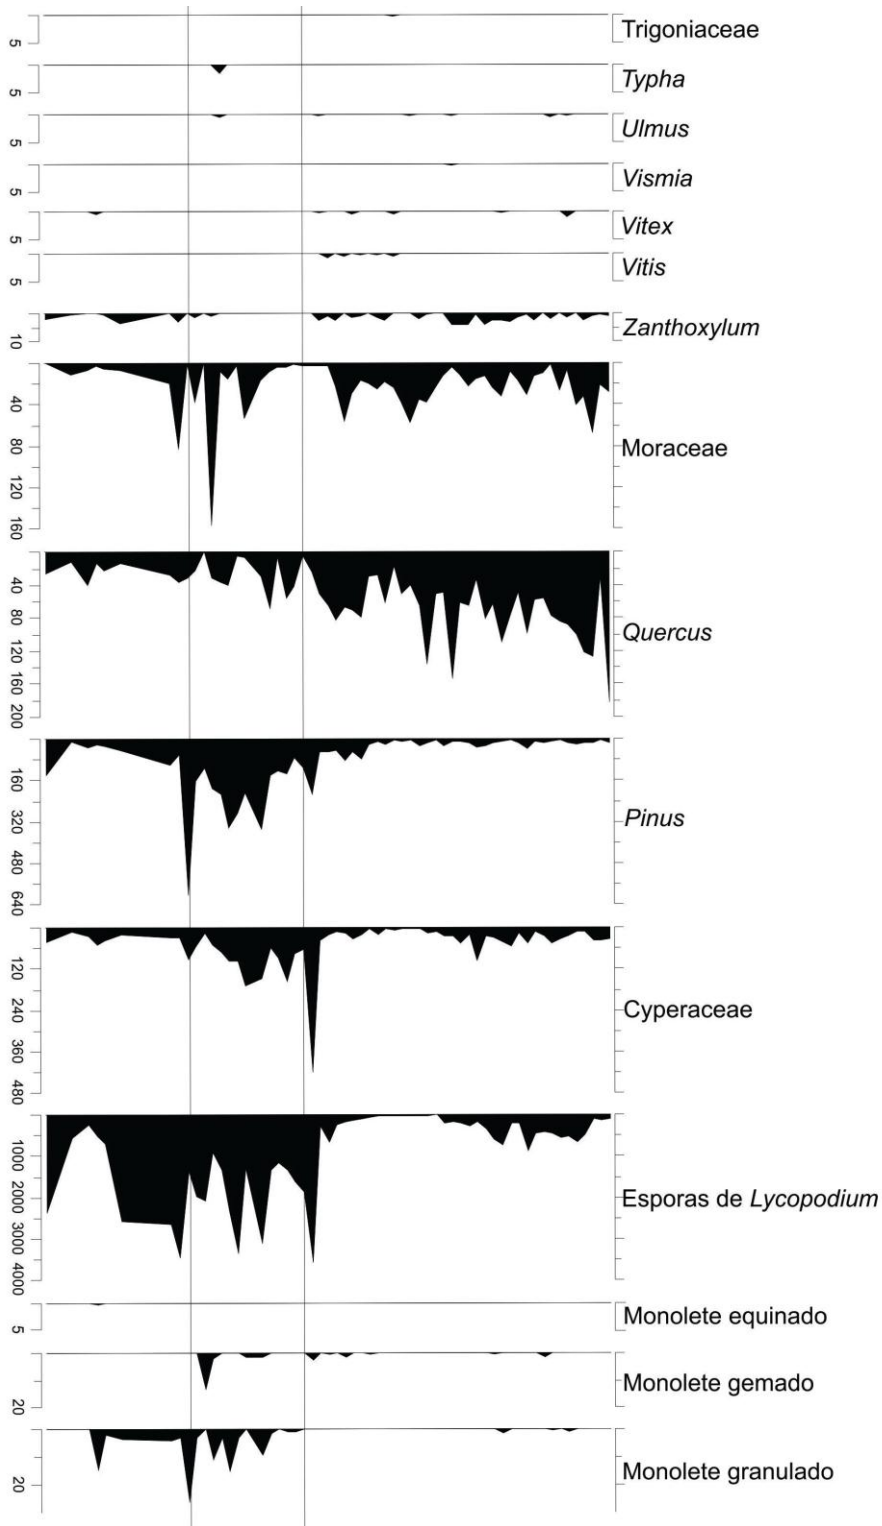 Trigoniaceae
5
Typha
5
Ulmus
5
Vismia
5
Vitex
5
Vitis
5
Zanthoxylum
10
Moraceae
40
80
120
160
Quercus
40
80
120
160
200
Pinus
160
320
480
640
Cyperaceae
120
240
360
480
Esporas de Lycopodium
1000
2000
3000
4000
Monolete equinado
5
Monolete gemado
20
Monolete granulado
20